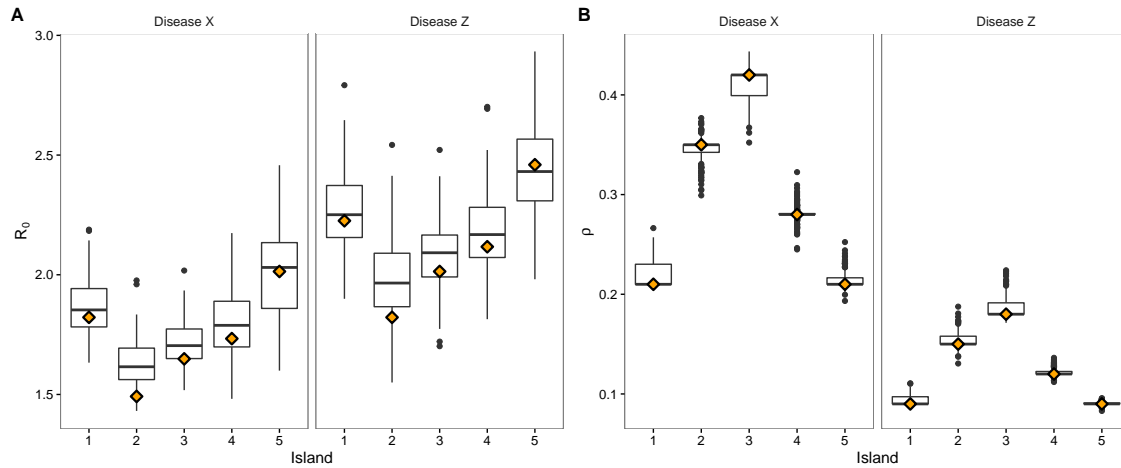 A
Disease X
Disease Z
R0
3.0
2.5
2.0
1.5
1 2 3 4 5
1 2 3 4 5
Island
B
Disease X
Disease Z
ρ
0.4
0.3
0.2
0.1
1 2 3 4 5
1 2 3 4 5
Island